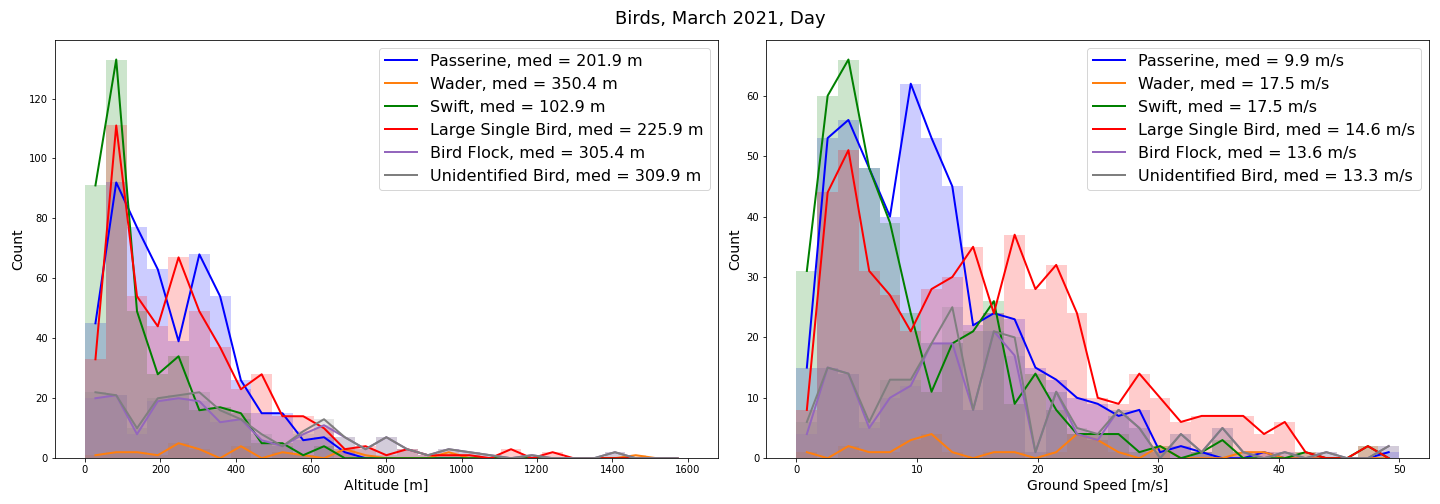 Birds, March 2021, Day
Passerine, med = 201.9 m
Wader, med = 350.4 m
Swift, med = 102.9 m
Large Single Bird, med = 225.9 m
Bird Flock, med = 305.4 m
Unidentified Bird, med = 309.9 m
Count
120
100
80
60
40
20
0
0 200 400 600 800 1000 1200 1400 1600
Altitude [m]
Passerine, med = 9.9 m/s
Wader, med = 17.5 m/s
Swift, med = 17.5 m/s
Large Single Bird, med = 14.6 m/s
Bird Flock, med = 13.6 m/s
Unidentified Bird, med = 13.3 m/s
Count
60
50
40
30
20
10
0
0 10 20 30 40 50
Ground Speed [m/s]